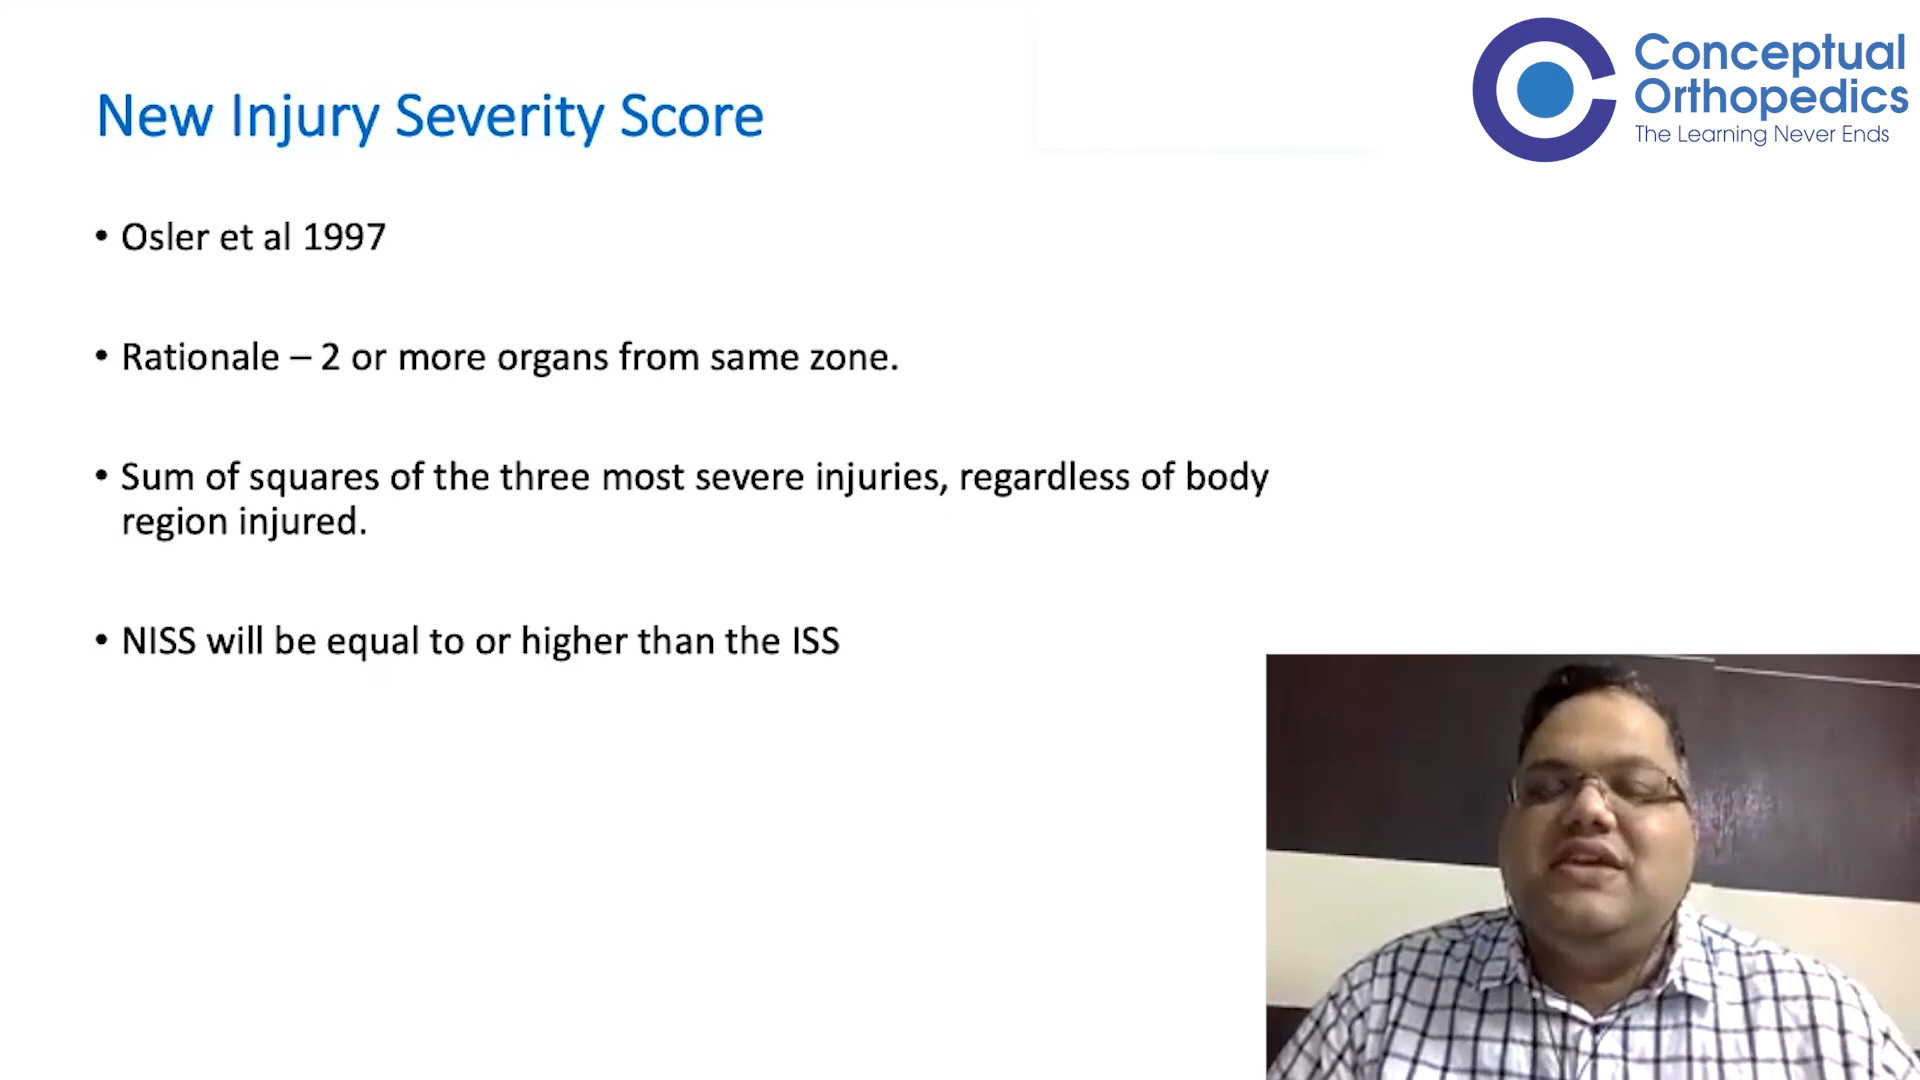 Conceptual
Orthopedics
The Learning Never Ends
New Injury Severity Score
• Osler et al 1997
• Rationale – 2 or more organs from same zone.
• Sum of squares of the three most severe injuries, regardless of body
region injured.
• NISS will be equal to or higher than the ISS